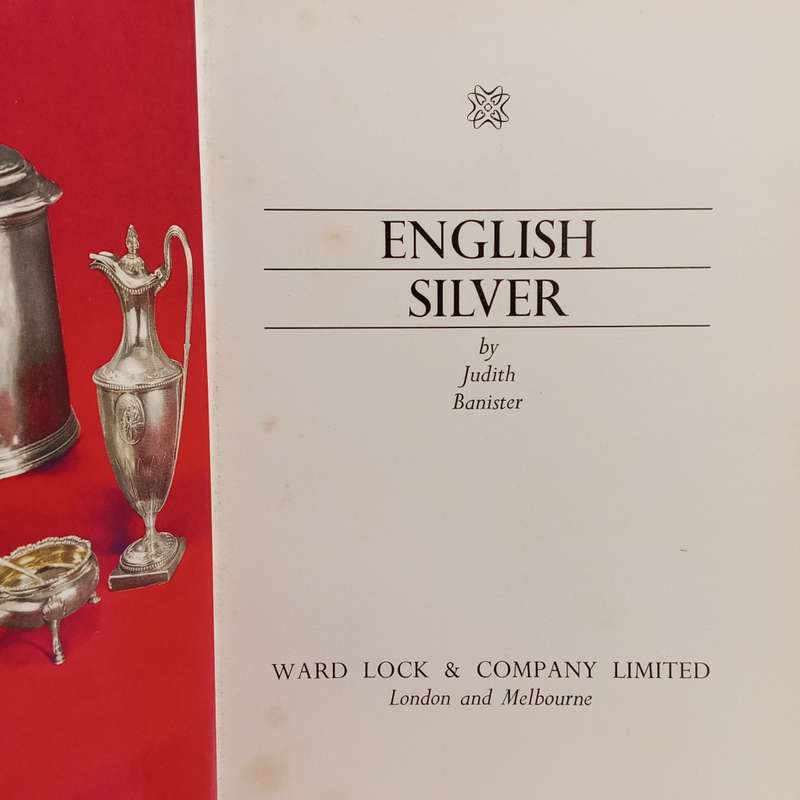 ENGLISH
SILVER
by
Judith
Banister
WARD LOCK & COMPANY LIMITED
London and Melbourne